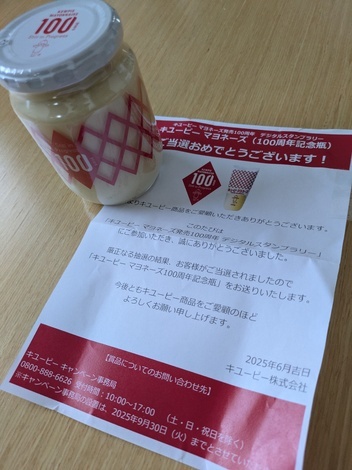 100
100
キユーピー マヨネーズ発売100周年 デジタルスタンプラリー
キユーピー マヨネーズ(100周年記念瓶)
ご当選おめでとうございます!
100
よりキユーピー商品をご愛顧いただきありがとうございます。
このたびは
「キユーピー マヨネーズ発売100周年 デジタルスタンプラリー」
にご参加いただき、誠にありがとうございました。
厳正なる抽選の結果、お客様がご当選されましたので
「キユーピー マヨネーズ100周年記念瓶」をお送りいたします。
今後ともキユーピー商品をご愛顧のほど
よろしくお願い申し上げます。
2025年6月吉日
キユーピー株式会社
【賞品についてのお問い合わせ先】
キユーピー キャンペーン事務局
0800-888-6626 受付時間:10:00~17:00 (土・日・祝日を除く)
※キャンペーン事務局の設置は、2025年9月30日(火)までとさせてい